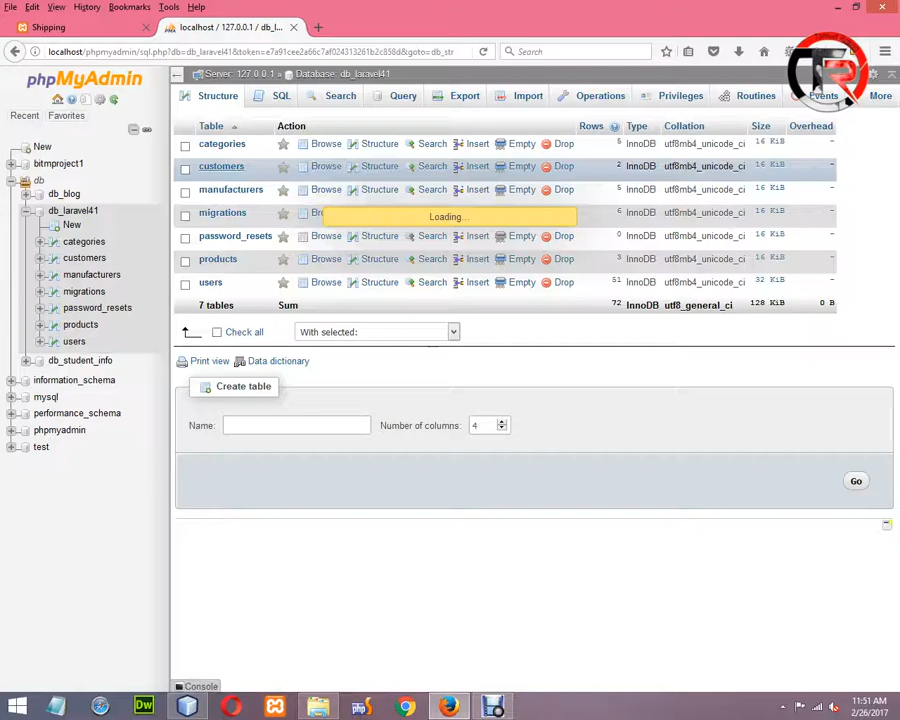 File Edit View History Bookmarks Tools Help
Shipping
localhost / 127.0.0.1 / db_l...
localhost/phpmyadmin/sql.php?db=db_laravel41&token=e7a91cee2a66c7af024313261b2c858d&goto=db_str
Search
phpMyAdmin
Recent Favorites
New
bitmproject1
db
db_blog
db_laravel41
New
categories
customers
manufacturers
migrations
password_resets
products
users
db_student_info
information_schema
mysql
performance_schema
phpmyadmin
test
Server: 127.0.0.1 » Database: db_laravel41
Structure SQL Search Query Export Import Operations Privileges Routines Events More
Table Action Rows Type Collation Size Overhead
categories Browse Structure Search Insert Empty Drop 5 InnoDB utf8mb4_unicode_ci 16 KiB -
customers Browse Structure Search Insert Empty Drop 2 InnoDB utf8mb4_unicode_ci 16 KiB -
manufacturers Browse Structure Search Insert Empty Drop 5 InnoDB utf8mb4_unicode_ci 16 KiB -
migrations Bro Loading... 6 InnoDB utf8mb4_unicode_ci 16 KiB -
password_resets Browse Structure Search Insert Empty Drop 0 InnoDB utf8mb4_unicode_ci 16 KiB -
products Browse Structure Search Insert Empty Drop 3 InnoDB utf8mb4_unicode_ci 16 KiB -
users Browse Structure Search Insert Empty Drop 51 InnoDB utf8mb4_unicode_ci 32 KiB -
7 tables Sum 72 InnoDB utf8_general_ci 128 KiB 0 B
Check all With selected:
Print view Data dictionary
Create table
Name: Number of columns: 4
Go
Console
Dw
11:51 AM
2/26/2017